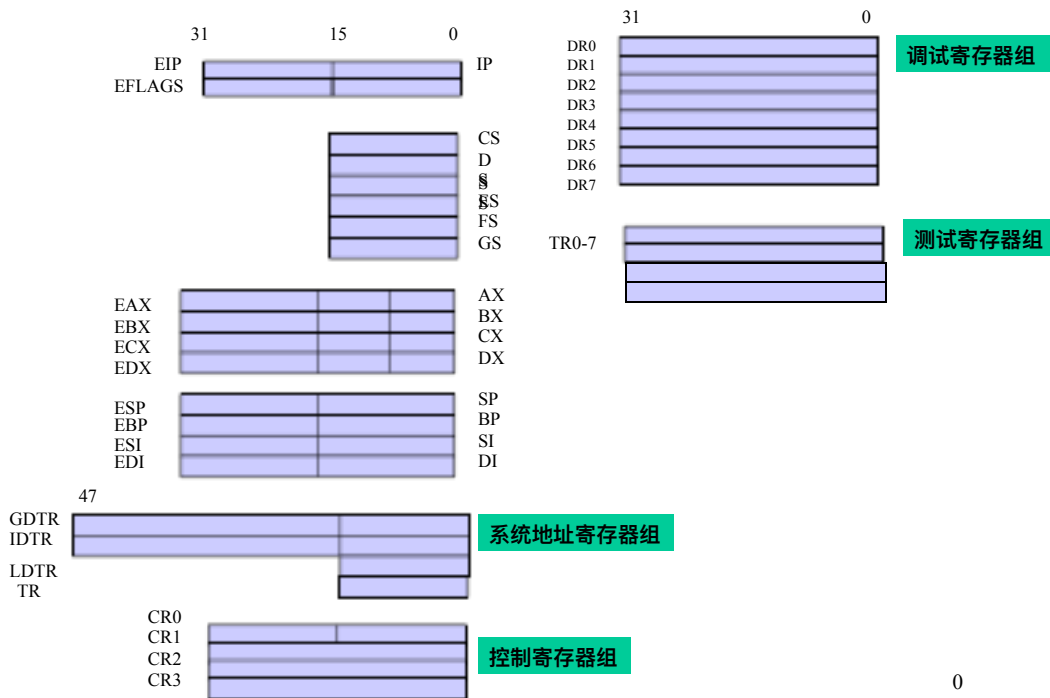 31 15 0
EIP IP
EFLAGS
CS
D
S
S
ES
S
FS
GS
EAX AX
EBX BX
ECX CX
EDX DX
ESP SP
EBP BP
ESI SI
EDI DI
47
GDTR
IDTR
系统地址寄存器组
LDTR
TR
CR0
CR1
CR2
CR3
控制寄存器组
31 0
DR0
DR1
DR2
DR3
DR4
DR5
DR6
DR7
调试寄存器组
TR0-7
测试寄存器组
0